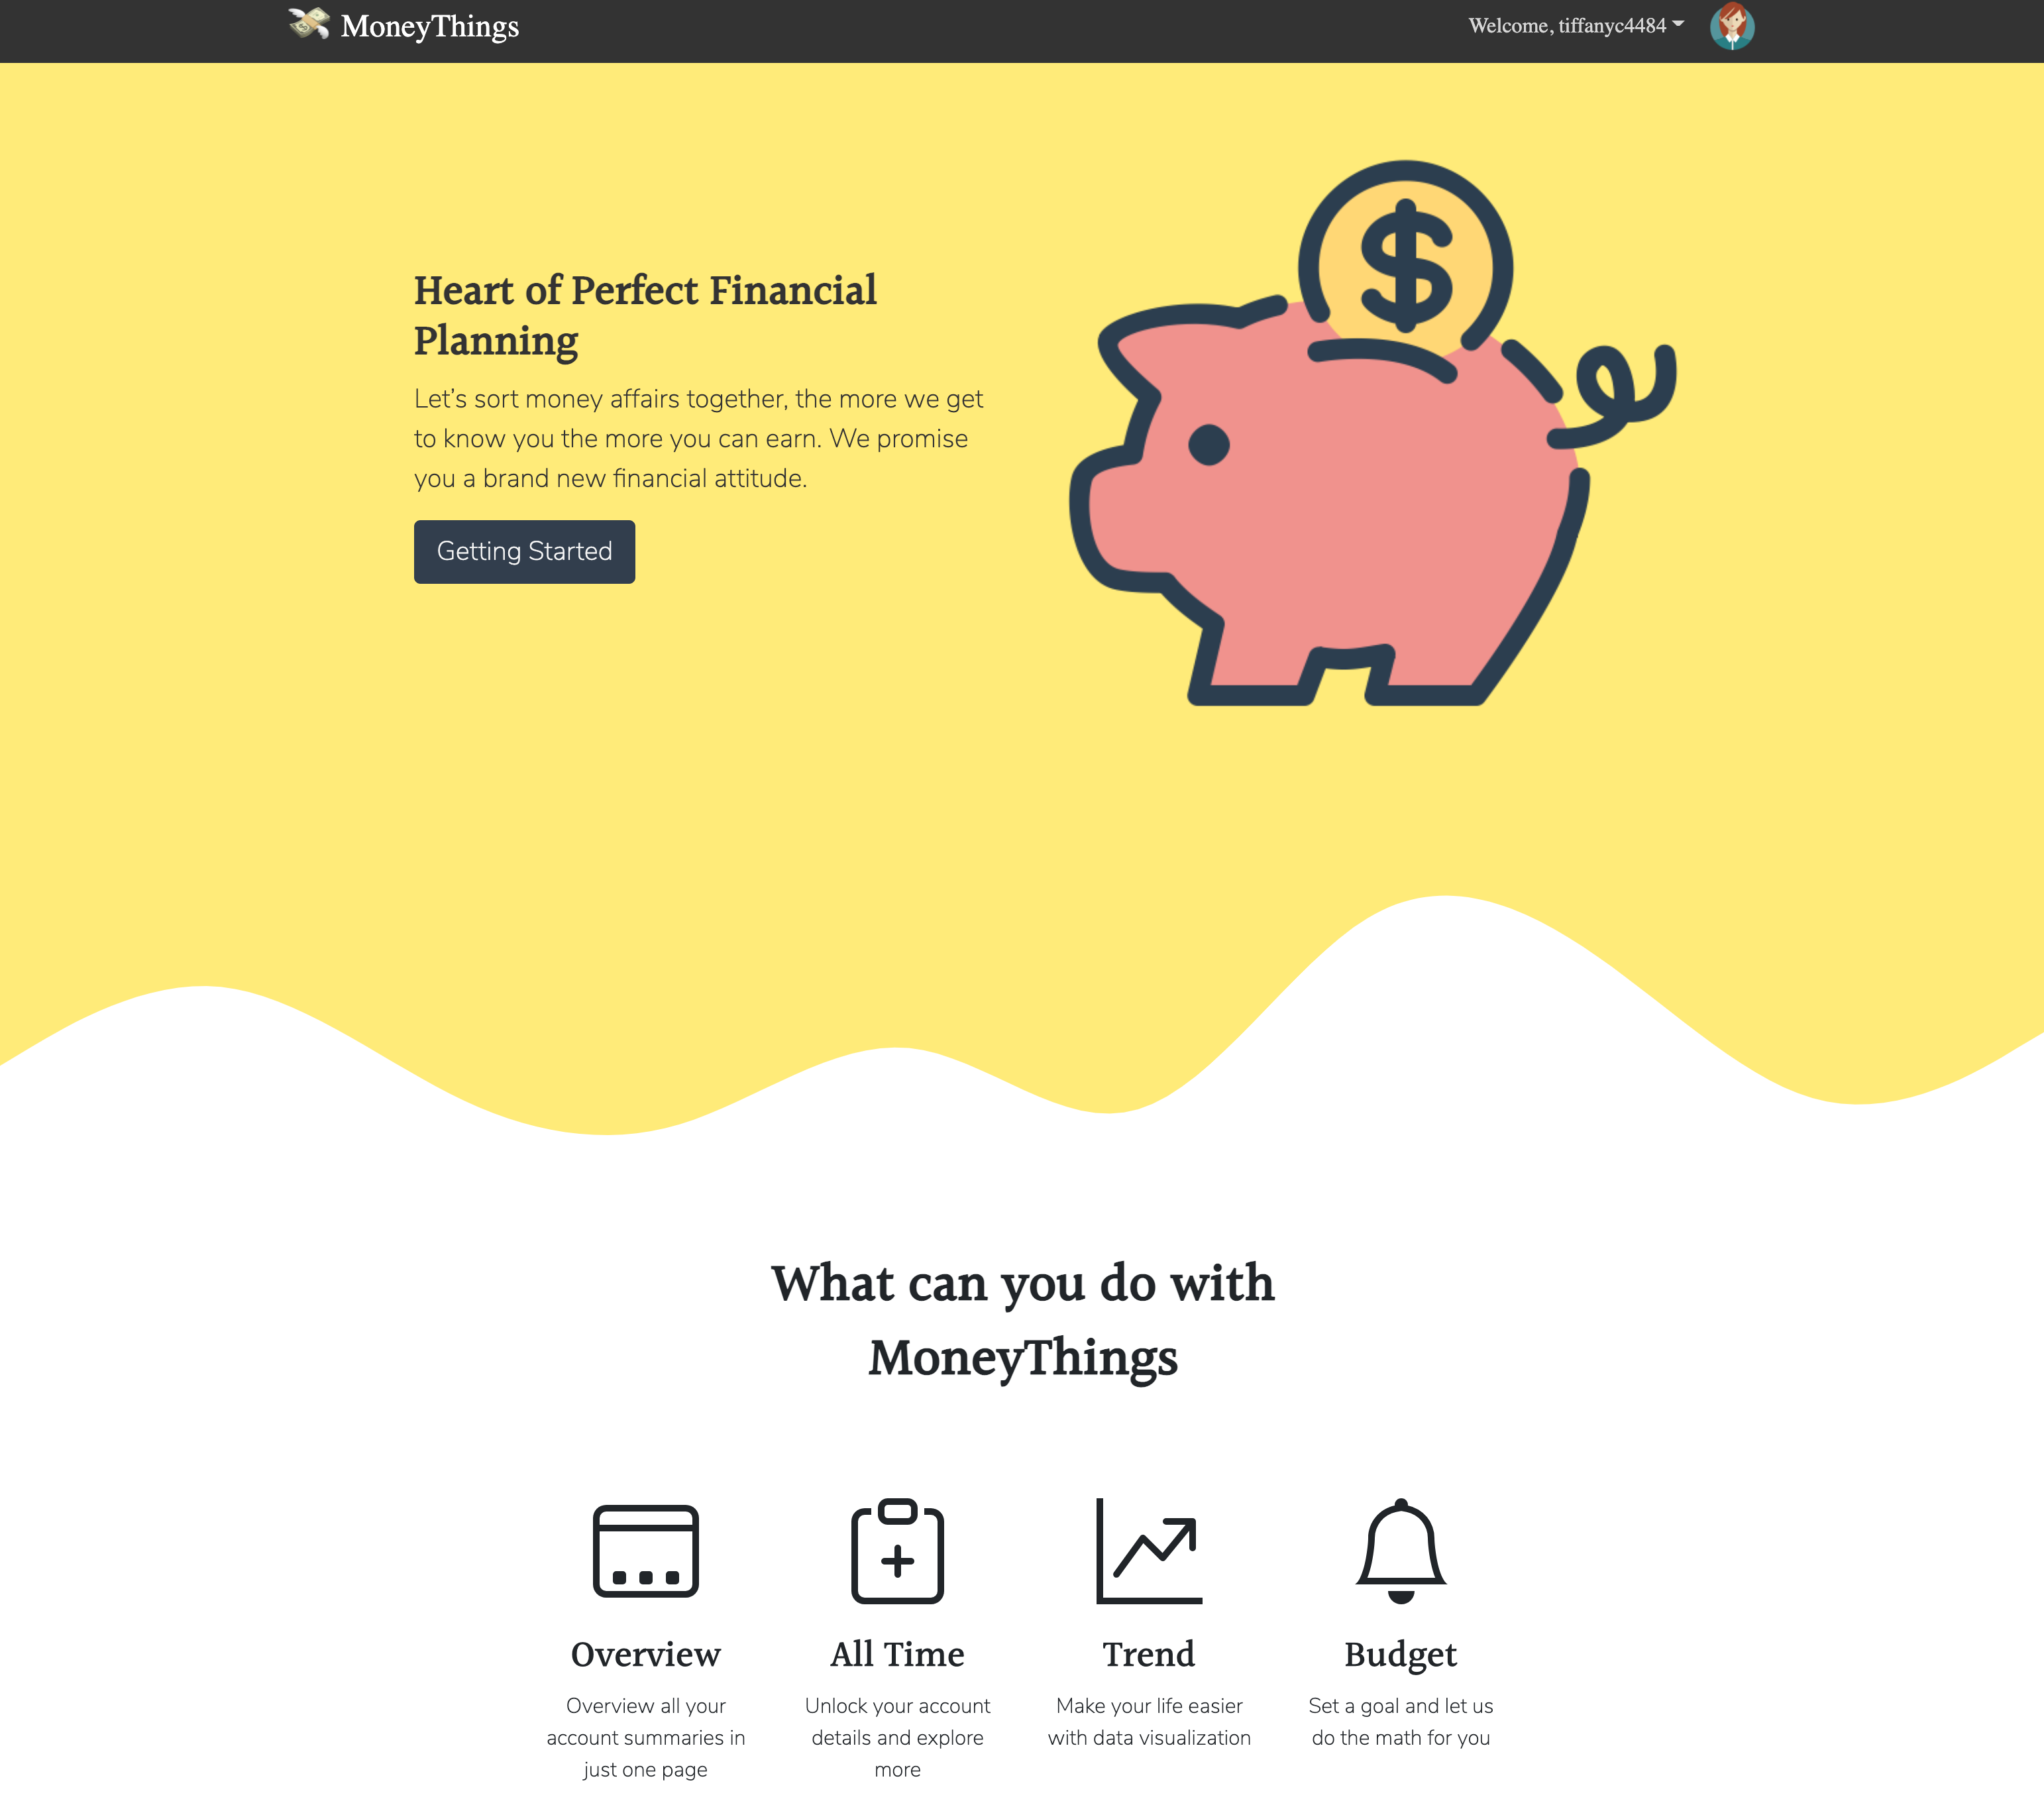 MoneyThings
Welcome, tiffanyc4484
$
Heart of Perfect Financial
Planning
Let’s sort money affairs together, the more we get
to know you the more you can earn. We promise
you a brand new financial attitude.
Getting Started
What can you do with
MoneyThings
Overview
Overview all your
account summaries in
just one page
All Time
Unlock your account
details and explore
more
Trend
Make your life easier
with data visualization
Budget
Set a goal and let us
do the math for you